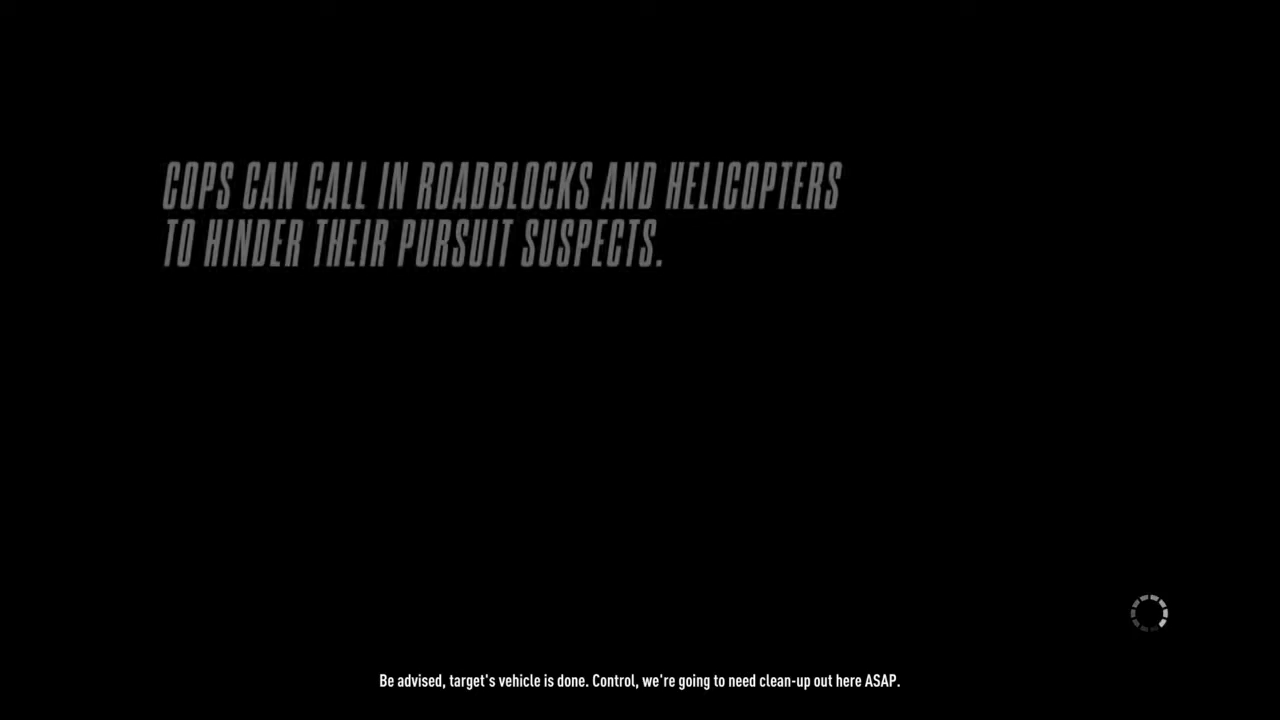 COPS CAN CALL IN ROADBLOCKS AND HELICOPTERS
TO HINDER THEIR PURSUIT SUSPECTS.
Be advised, target's vehicle is done. Control, we're going to need clean-up out here ASAP.